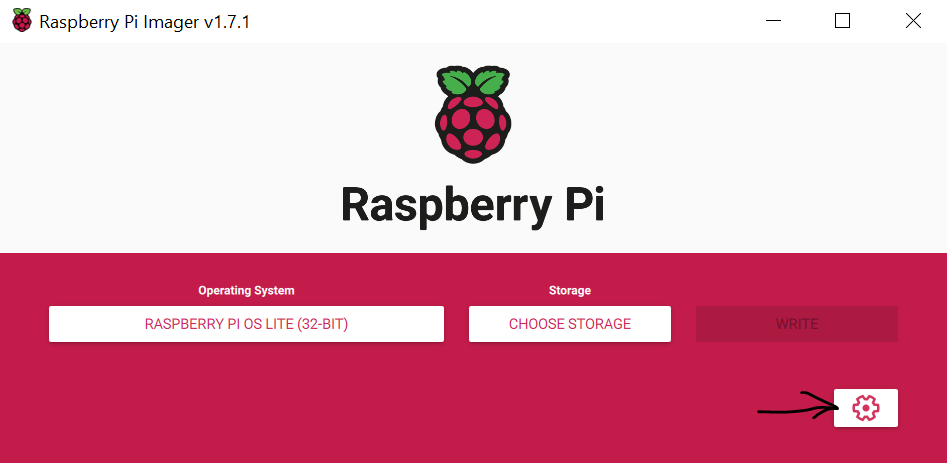 Raspberry Pi Imager v1.7.1
Raspberry Pi
Operating System
Storage
RASPBERRY PI OS LITE (32-BIT)
CHOOSE STORAGE
WRITE